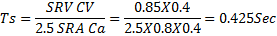 Ts = SRV CV / 2.5 SRA Ca = 0.85X0.4 / 2.5X0.8X0.4 = 0.425Sec